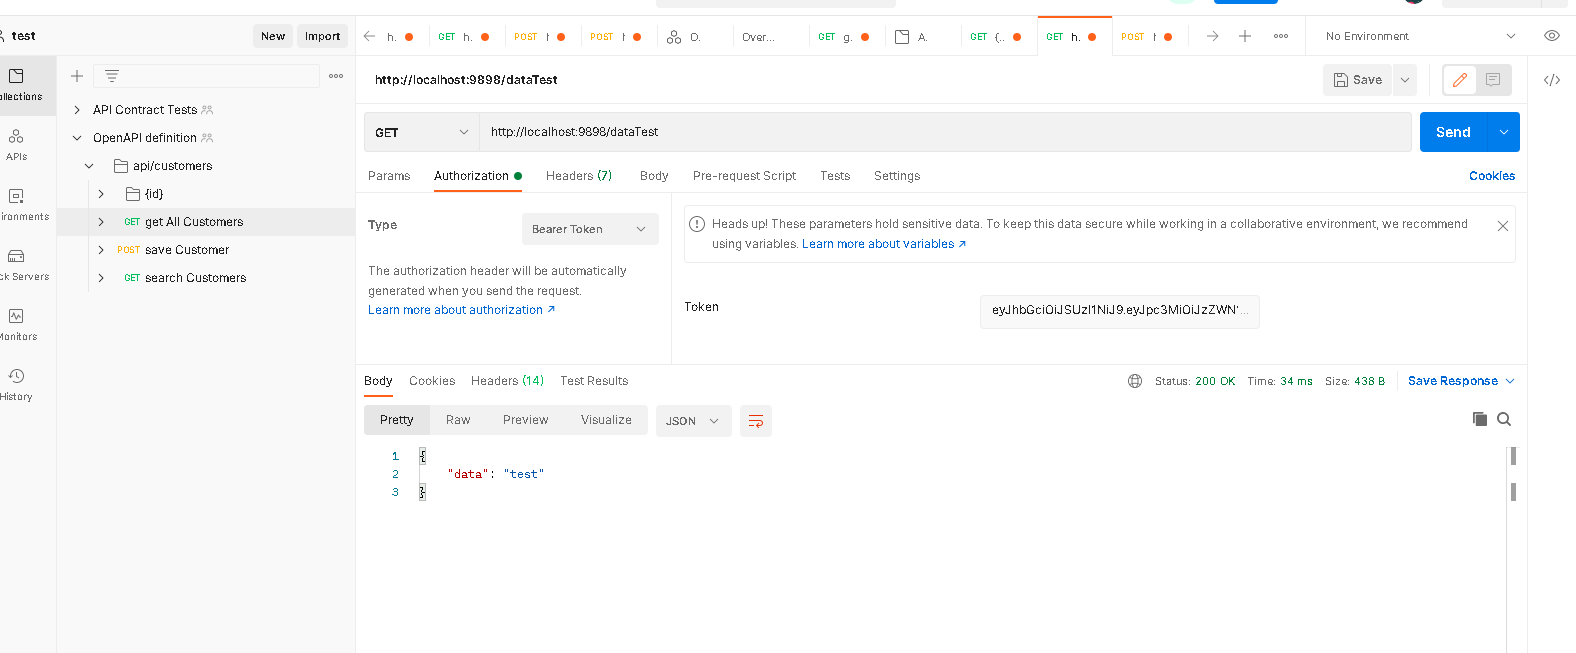 test
New
Import
h.
GET h.
POST
POST
O.
Over...
GET g.
A.
GET {..
GET h.
POST
No Environment
http://localhost:9898/dataTest
Save
GET
http://localhost:9898/dataTest
Send
Params
Authorization
Headers (7)
Body
Pre-request Script
Tests
Settings
Cookies
ollections
APIs
ironments
ck Servers
Monitors
History
API Contract Tests
OpenAPI definition
api/customers
{id}
GET get All Customers
POST save Customer
GET search Customers
Type
Bearer Token
The authorization header will be automatically
generated when you send the request.
Learn more about authorization ↗
Heads up! These parameters hold sensitive data. To keep this data secure while working in a collaborative environment, we recommend
using variables. Learn more about variables ↗
Token
eyJhbGciOiJSUzI1NiJ9.eyJpc3MiOiJzZWN...
Body
Cookies
Headers (14)
Test Results
Status: 200 OK
Time: 34 ms
Size: 438 B
Save Response
Pretty
Raw
Preview
Visualize
JSON
1 {
2 "data": "test"
3 }